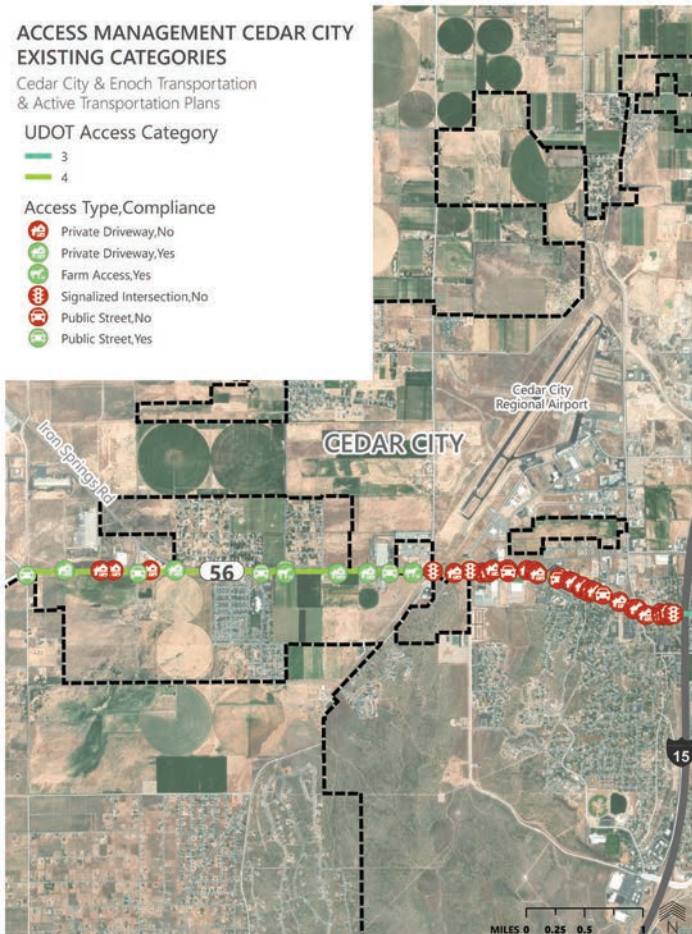 ACCESS MANAGEMENT CEDAR CITY
EXISTING CATEGORIES
Cedar City & Enoch Transportation
& Active Transportation Plans
UDOT Access Category
3
4
Access Type,Compliance
Private Driveway,No
Private Driveway,Yes
Farm Access,Yes
Signalized Intersection,No
Public Street,No
Public Street,Yes
Cedar City
Regional Airport
CEDAR CITY
Iron Springs Rd
56
15
MILES 0 0.25 0.5 1
N